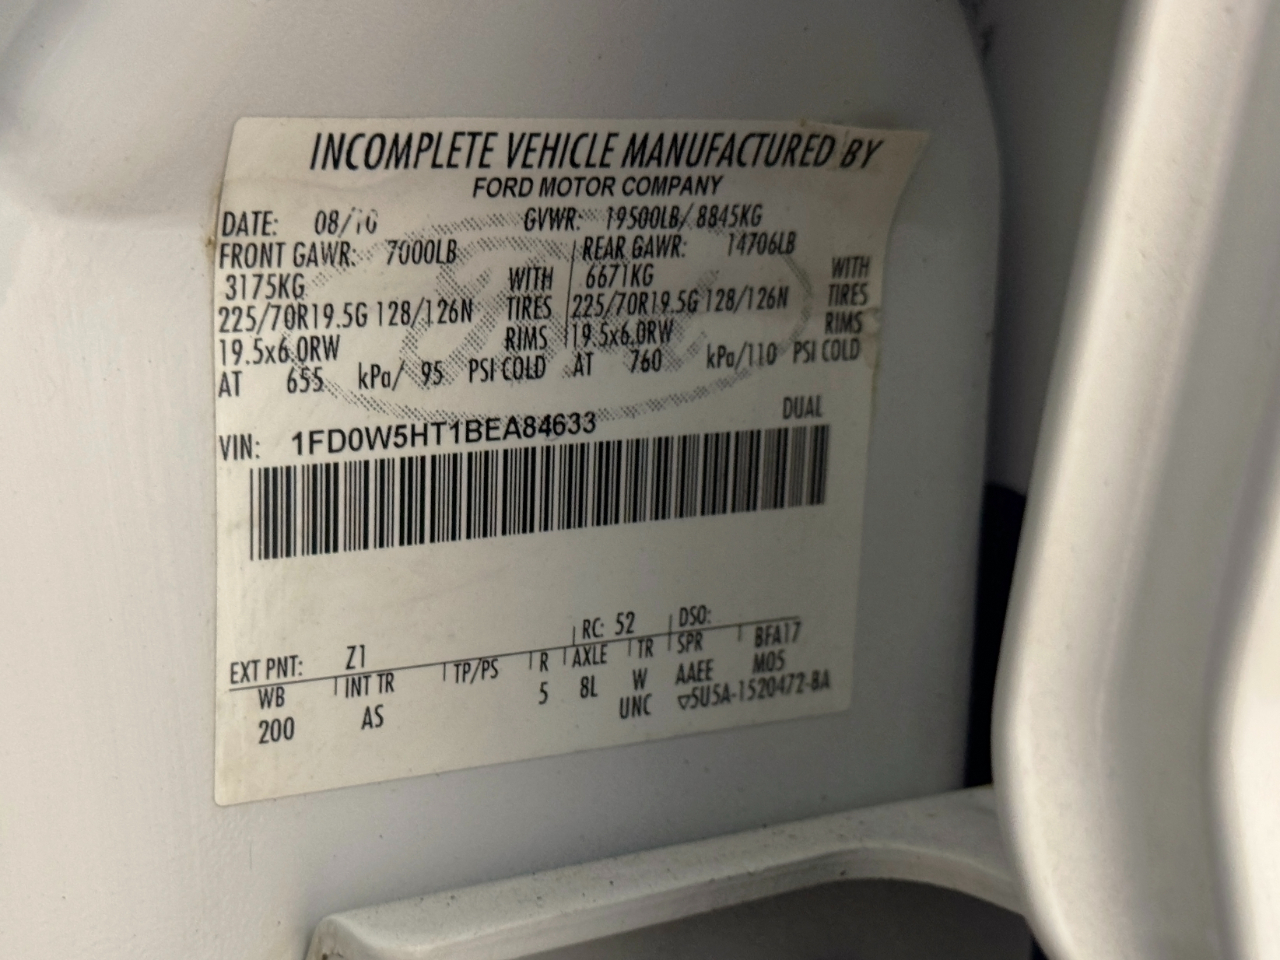 INCOMPLETE VEHICLE MANUFACTURED BY
FORD MOTOR COMPANY
DATE: 08/10 GVWR: 19500LB/ 8845KG
FRONT GAWR: 7000LB REAR GAWR: 14706LB
3175KG WITH 6671KG WITH
225/70R19.5G 128/126N TIRES 225/70R19.5G 128/126N TIRES
19.5x6.0RW RIMS 19.5x6.0RW RIMS
AT 655 kPa/ 95 PSI COLD AT 760 kPa/110 PSI COLD
VIN: 1FD0W5HT1BEA84633 DUAL
EXT PNT: Z1 RC: 52 DSO:
WB INT TR TP/PS R AXLE TR SPR BFA17
200 AS 5 8L W AAEE M05
UNC ▽5U5A-1520472-BA